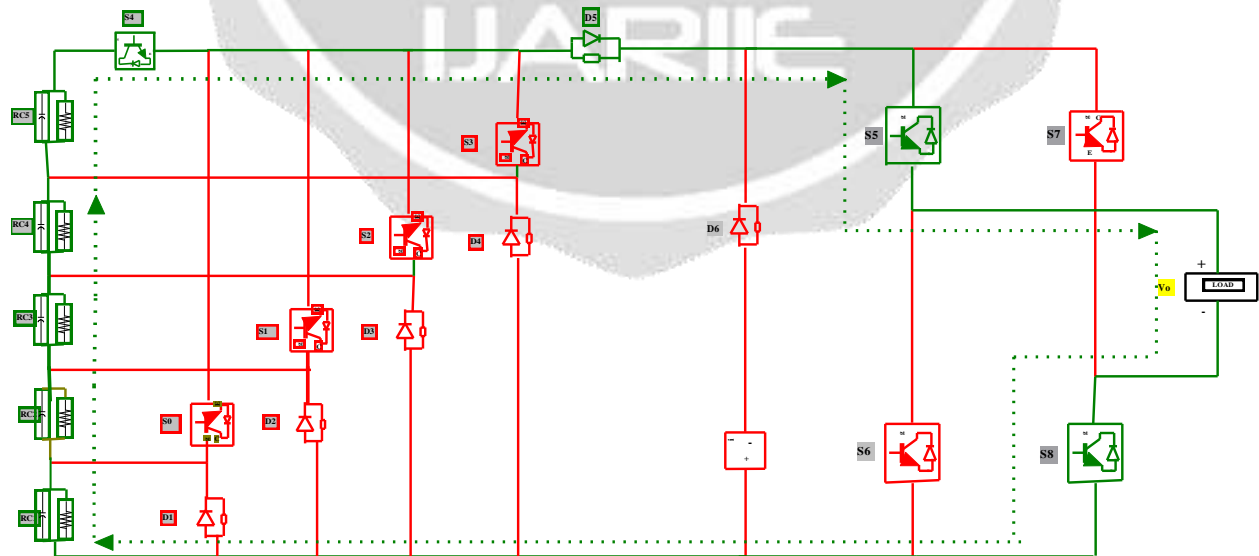 S4
D5
IJARIIE
RC5
S3
S5
S7
C
E
RC4
S2
D4
D6
+
Vo
LOAD
-
RC3
S1
D3
RC
S0
D2
-
+
S6
S8
RC
D1